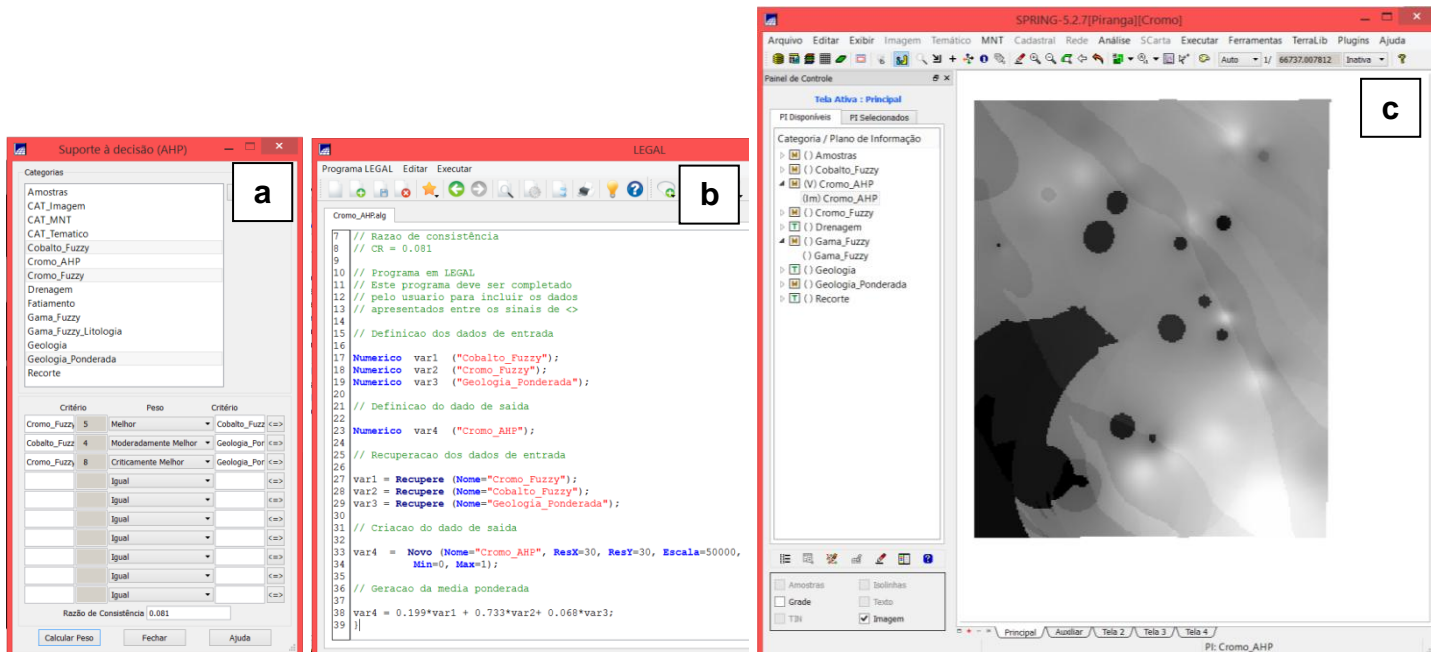 Suporte à decisão (AHP)
a
Categorias
Amostras
CAT_Imagem
CAT_MNT
CAT_Tematico
Cobalto_Fuzzy
Cromo_AHP
Cromo_Fuzzy
Drenagem
Fatiamento
Gama_Fuzzy
Gama_Fuzzy_Litologia
Geologia
Geologia_Ponderada
Recorte
Critério Peso Critério
Cromo_Fuzzy 5 Melhor Cobalto_Fuzz <=>
Cobalto_Fuzz 4 Moderadamente Melhor Geologia_Por <=>
Cromo_Fuzzy 8 Criticamente Melhor Geologia_Por <=>
Igual <=>
Igual <=>
Igual <=>
Igual <=>
Igual <=>
Igual <=>
Igual <=>
Razão de Consistência 0.081
Calcular Peso Fechar Ajuda
LEGAL
b
Programa LEGAL Editar Executar
Cromo_AHP.alg
7 // Razao de consistência
8 // CR = 0.081
9
10 // Programa em LEGAL
11 // Este programa deve ser completado
12 // pelo usuario para incluir os dados
13 // apresentados entre os sinais de <>
14
15 // Definicao dos dados de entrada
16
17 Numerico var1 ("Cobalto_Fuzzy");
18 Numerico var2 ("Cromo_Fuzzy");
19 Numerico var3 ("Geologia_Ponderada");
20
21 // Definicao do dado de saida
22
23 Numerico var4 ("Cromo_AHP");
24
25 // Recuperacao dos dados de entrada
26
27 var1 = Recupere (Nome="Cromo_Fuzzy");
28 var2 = Recupere (Nome="Cobalto_Fuzzy");
29 var3 = Recupere (Nome="Geologia_Ponderada");
30
31 // Criacao do dado de saida
32
33 var4 = Novo (Nome="Cromo_AHP", ResX=30, ResY=30, Escala=50000,
34 Min=0, Max=1);
35
36 // Geracao da media ponderada
37
38 var4 = 0.199*var1 + 0.733*var2+ 0.068*var3;
39 }
SPRING-5.2.7[Piranga][Cromo]
Arquivo Editar Exibir Imagem Temático MNT Cadastral Rede Análise SCarta Executar Ferramentas TerraLib Plugins Ajuda
Auto 1/ 66737.007812 Inativa
Painel de Controle
c
Tela Ativa : Principal
PI Disponíveis PI Selecionados
Categoria / Plano de Informação
M () Amostras
M () Cobalto_Fuzzy
M (V) Cromo_AHP
(Im) Cromo_AHP
M () Cromo_Fuzzy
T () Drenagem
M () Gama_Fuzzy
() Gama_Fuzzy
T () Geologia
M () Geologia_Ponderada
T () Recorte
Amostras Isolinhas
Grade Texto
TIN Imagem
Principal Auxiliar Tela 2 Tela 3 Tela 4
PI: Cromo_AHP